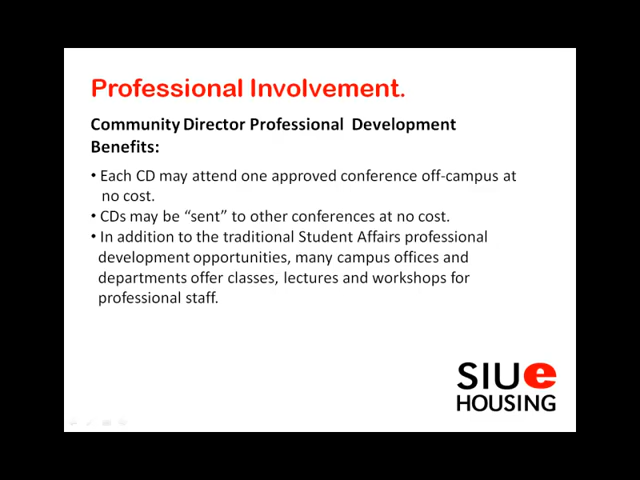 Professional Involvement.
Community Director Professional Development
Benefits:
• Each CD may attend one approved conference off-campus at
no cost.
• CDs may be “sent” to other conferences at no cost.
• In addition to the traditional Student Affairs professional
development opportunities, many campus offices and
departments offer classes, lectures and workshops for
professional staff.
SIUe
HOUSING